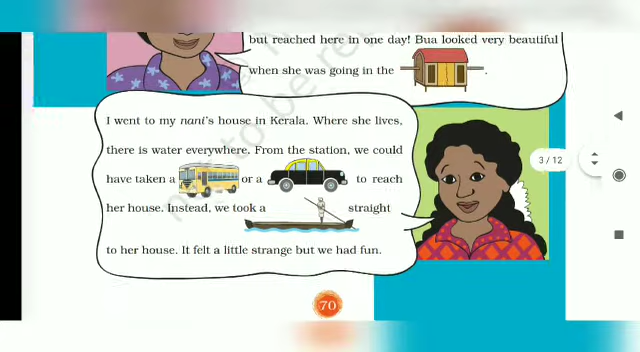 but reached here in one day! Bua looked very beautiful
when she was going in the .
I went to my nani's house in Kerala. Where she lives,
there is water everywhere. From the station, we could
have taken a or a to reach
her house. Instead, we took a straight
to her house. It felt a little strange but we had fun.
3 / 12
70